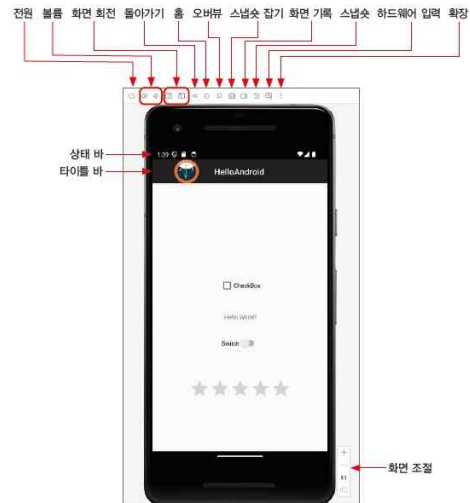 전원 볼륨 화면 회전 돌아가기 홈 오버뷰 스냅숏 잡기 화면 기록 스냅숏 하드웨어 입력 확장
상태 바
1:39
타이틀 바
HelloAndroid
CheckBox
Hello World!
Switch
화면 조절